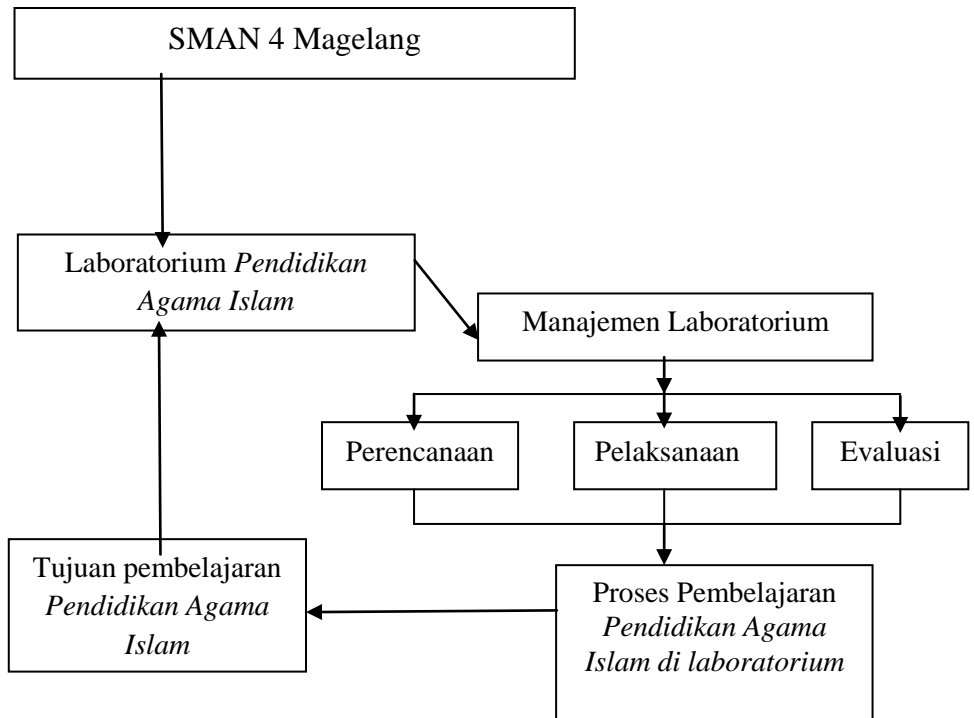 SMAN 4 Magelang
Laboratorium Pendidikan
Agama Islam
Manajemen Laboratorium
Perencanaan
Pelaksanaan
Evaluasi
Tujuan pembelajaran
Pendidikan Agama
Islam
Proses Pembelajaran
Pendidikan Agama
Islam di laboratorium